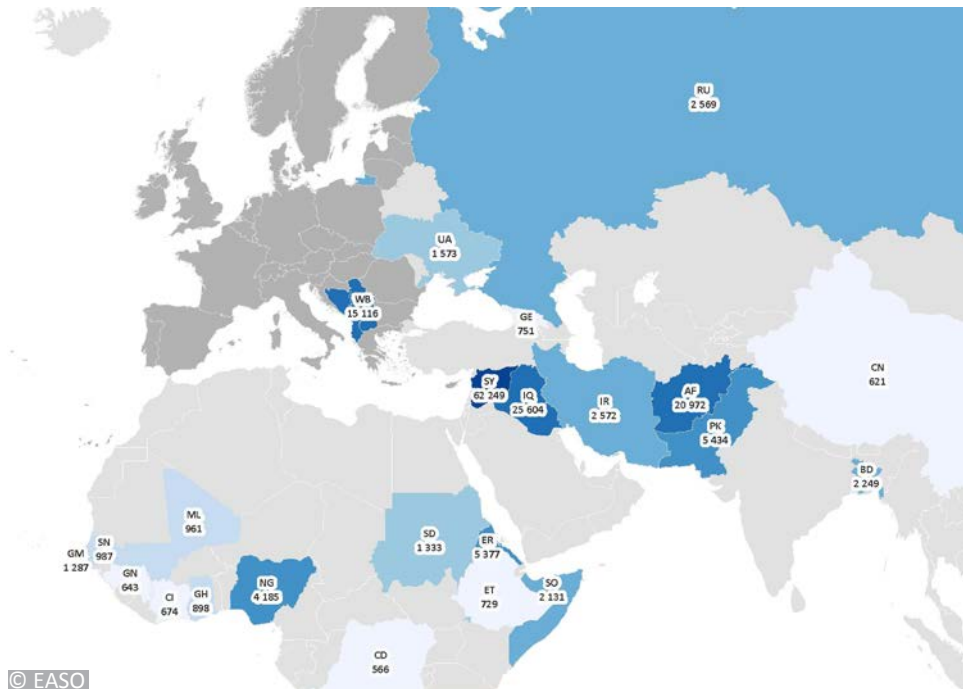 RU
2 569
UA
1 573
WB
15 116
GE
751
CN
621
SY
62 249
IQ
25 604
IR
2 572
AF
20 972
PK
5 434
BD
2 249
ML
961
SN
987
GM
1 287
GN
643
CI
674
GH
898
NG
4 185
SD
1 333
ER
5 377
ET
729
SO
2 131
CD
566
© EASO